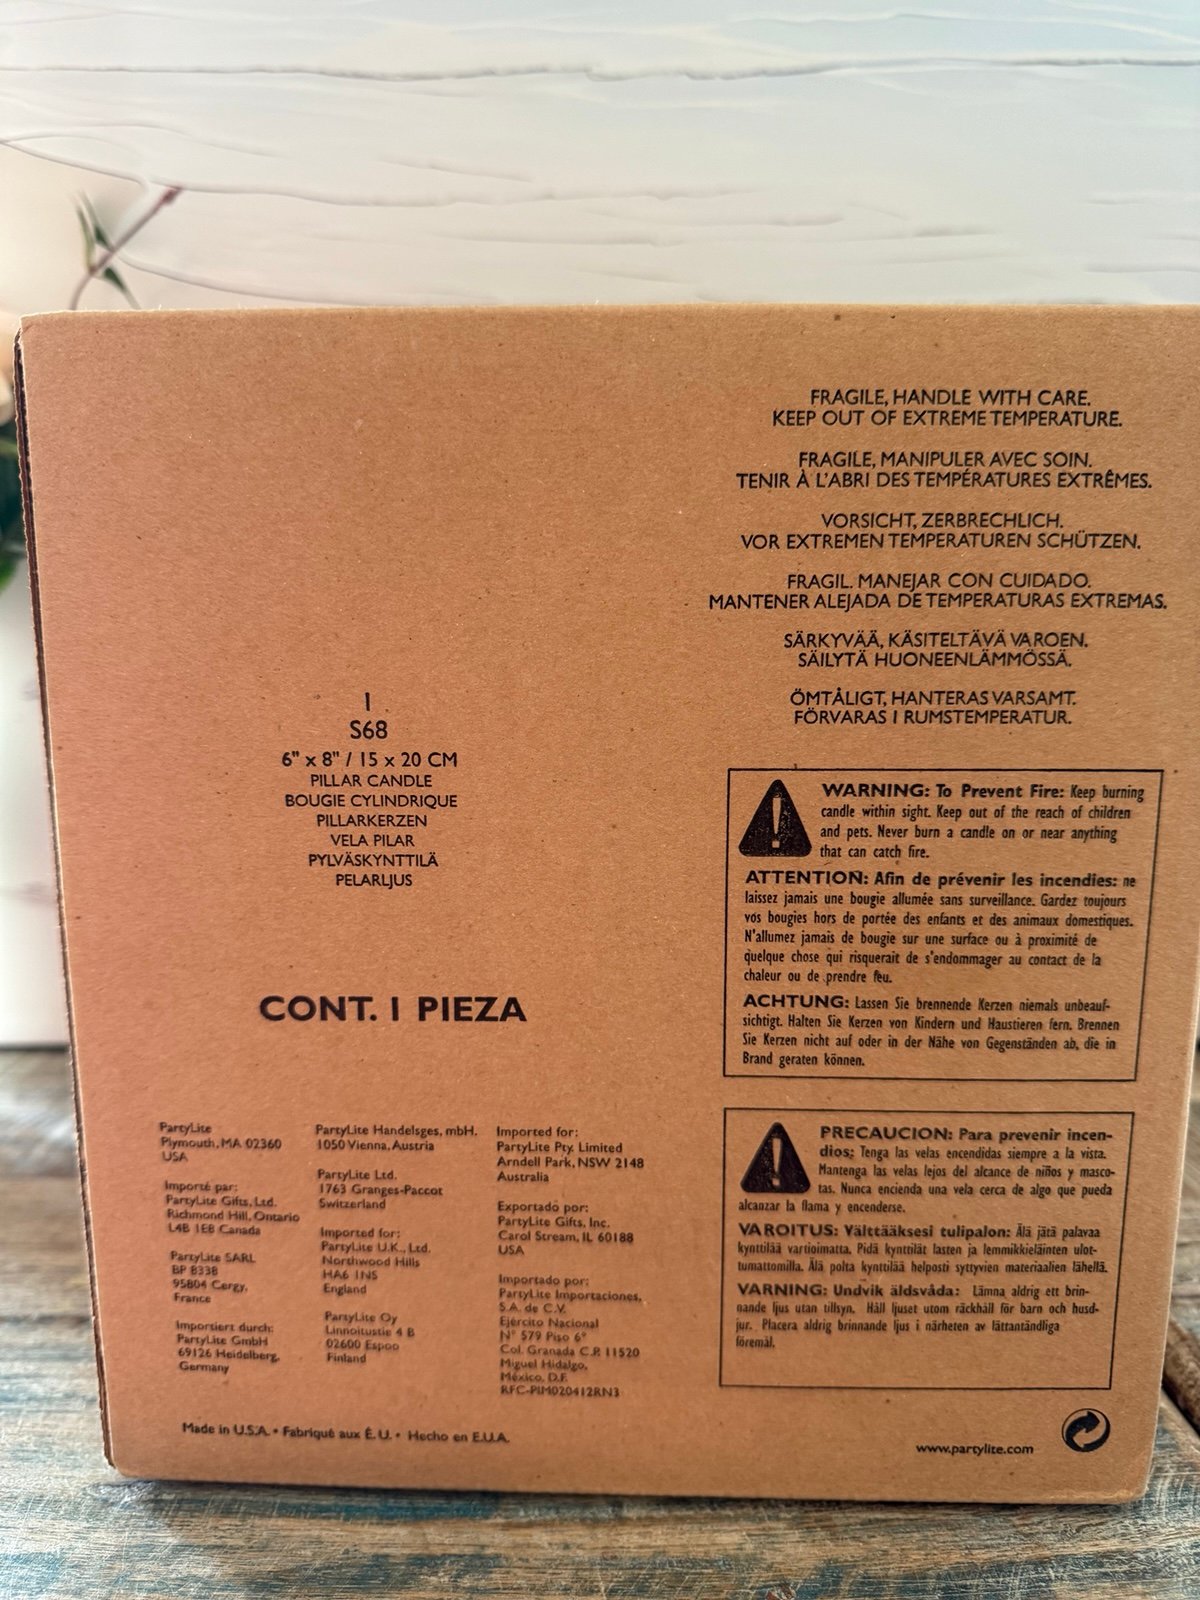 FRAGILE, HANDLE WITH CARE.
KEEP OUT OF EXTREME TEMPERATURE.
FRAGILE, MANIPULER AVEC SOIN.
TENIR À L'ABRI DES TEMPÉRATURES EXTRÊMES.
VORSICHT, ZERBRECHLICH.
VOR EXTREMEN TEMPERATUREN SCHÜTZEN.
FRAGIL. MANEJAR CON CUIDADO.
MANTENER ALEJADA DE TEMPERATURAS EXTREMAS.
SÄRKYVÄÄ, KÄSITELTÄVÄ VAROEN.
SÄILYTÄ HUONEENLÄMMÖSSÄ.
ÖMTÅLIGT, HANTERAS VARSAMT.
FÖRVARAS I RUMSTEMPERATUR.
1
S68
6" x 8" / 15 x 20 CM
PILLAR CANDLE
BOUGIE CYLINDRIQUE
PILLARKERZEN
VELA PILAR
PYLVÄSKYNTTILÄ
PELARLJUS
CONT. 1 PIEZA
WARNING: To Prevent Fire: Keep burning
candle within sight. Keep out of the reach of children
and pets. Never burn a candle on or near anything
that can catch fire.
ATTENTION: Afin de prévenir les incendies: ne
laissez jamais une bougie allumée sans surveillance. Gardez toujours
vos bougies hors de portée des enfants et des animaux domestiques.
N'allumez jamais de bougie sur une surface ou à proximité de
quelque chose qui risquerait de s'endommager au contact de la
chaleur ou de prendre feu.
ACHTUNG: Lassen Sie brennende Kerzen niemals unbeauf-
sichtigt. Halten Sie Kerzen von Kindern und Haustieren fern. Brennen
Sie Kerzen nicht auf oder in der Nähe von Gegenständen ab, die in
Brand geraten können.
PRECAUCION: Para prevenir incen-
dios: Tenga las velas encendidas siempre a la vista.
Mantenga las velas lejos del alcance de niños y masco-
tas. Nunca encienda una vela cerca de algo que pueda
alcanzar la flama y encenderse.
VAROITUS: Välttääksesi tulipalon: Älä jätä palavaa
kynttilää vartioimatta. Pidä kynttilät lasten ja lemmikkieläinten ulot-
tumattomilla. Älä polta kynttilää helposti syttyvien materiaalien lähellä.
VARNING: Undvik äldsvåda: Lämna aldrig ett brin-
nande ljus utan tillsyn. Håll ljuset utom räckhåll för barn och husd-
jur. Placera aldrig brinnande ljus i närheten av lättantändliga
föremål.
PartyLite
Plymouth, MA 02360
USA
Importé par:
PartyLite Gifts, Ltd.
Richmond Hill, Ontario
L4B 1E8 Canada
PartyLite SARL
BP 8338
95804 Cergy,
France
Importiert durch:
PartyLite GmbH
69126 Heidelberg,
Germany
PartyLite Handelsges, mbH.
1050 Vienna, Austria
PartyLite Ltd.
1763 Granges-Paccot
Switzerland
Imported for:
PartyLite U.K., Ltd.
Northwood Hills
HA6 1NS
England
PartyLite Oy
Linnoitustie 4 B
02600 Espoo
Finland
Imported for:
PartyLite Pty. Limited
Arndell Park, NSW 2148
Australia
Exportado por:
PartyLite Gifts, Inc.
Carol Stream, IL 60188
USA
Importado por:
PartyLite Importaciones,
S.A. de C.V.
Ejército Nacional
N° 579 Piso 6°
Col. Granada C.P. 11520
Miguel Hidalgo,
México, D.F.
RFC-PIM020412RN3
Made in U.S.A. • Fabriqué aux É. U. • Hecho en E.U.A.
www.partylite.com